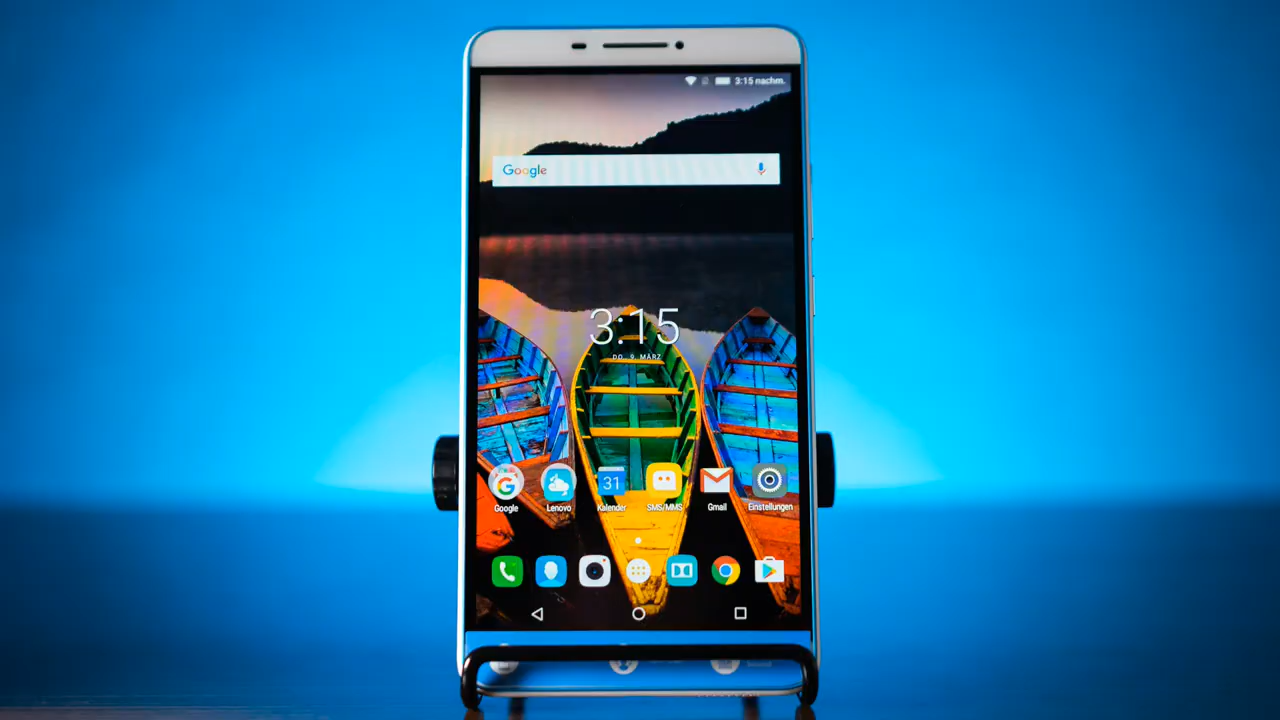 3:15 nachm.
Google
3:15
DO., 9. MÄRZ
31
Google
Lenovo
Kalender
SMS/MMS
Gmail
Einstellungen